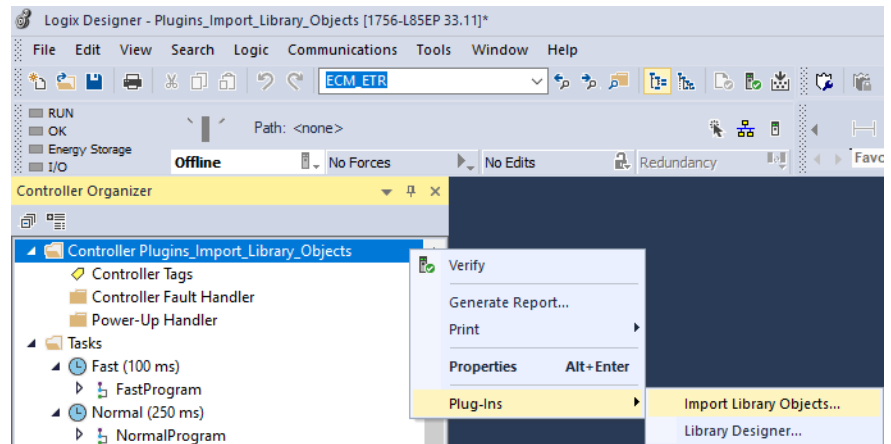 Logix Designer - Plugins_Import_Library_Objects [1756-L85EP 33.11]*
File Edit View Search Logic Communications Tools Window Help
ECM_ETR
RUN
OK
Energy Storage
I/O
Path: <none>
Offline No Forces No Edits Redundancy
Favo
Controller Organizer
Controller Plugins_Import_Library_Objects
Controller Tags
Controller Fault Handler
Power-Up Handler
Tasks
Fast (100 ms)
FastProgram
Normal (250 ms)
NormalProgram
Verify
Generate Report...
Print
Properties Alt+Enter
Plug-Ins
Import Library Objects...
Library Designer...